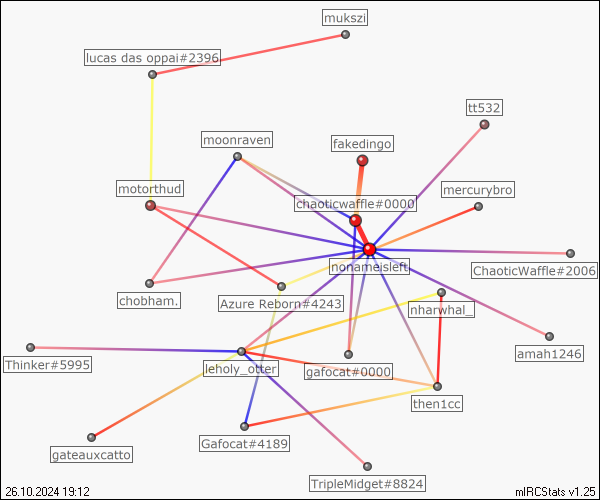 mukszi
lucas das oppai#2396
tt532
moonraven
fakedingo
motorthud
mercurybro
chaoticwaffle#0000
nonameisleft
ChaoticWaffle#2006
chobham.
Azure Reborn#4243
nharwhal_
amah1246
Thinker#5995
leholy_otter
gafocat#0000
then1cc
gateauxcatto
Gafocat#4189
TripleMidget#8824
26.10.2024 19:12
mIRCStats v1.25